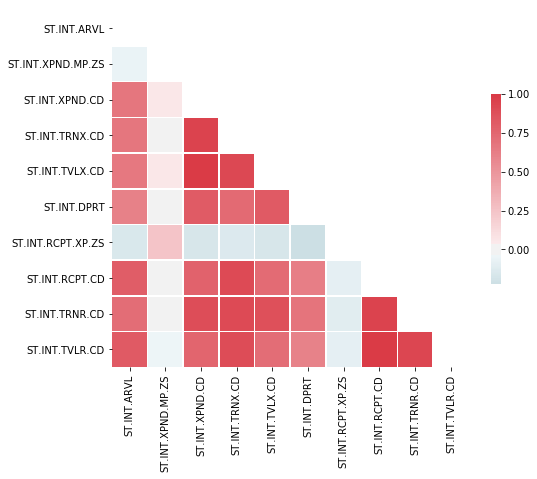 ST.INT.ARVL
ST.INT.XPND.MP.ZS
ST.INT.XPND.CD
ST.INT.TRNX.CD
ST.INT.TVLX.CD
ST.INT.DPRT
ST.INT.RCPT.XP.ZS
ST.INT.RCPT.CD
ST.INT.TRNR.CD
ST.INT.TVLR.CD
ST.INT.ARVL
ST.INT.XPND.MP.ZS
ST.INT.XPND.CD
ST.INT.TRNX.CD
ST.INT.TVLX.CD
ST.INT.DPRT
ST.INT.RCPT.XP.ZS
ST.INT.RCPT.CD
ST.INT.TRNR.CD
ST.INT.TVLR.CD
1.00
0.75
0.50
0.25
0.00